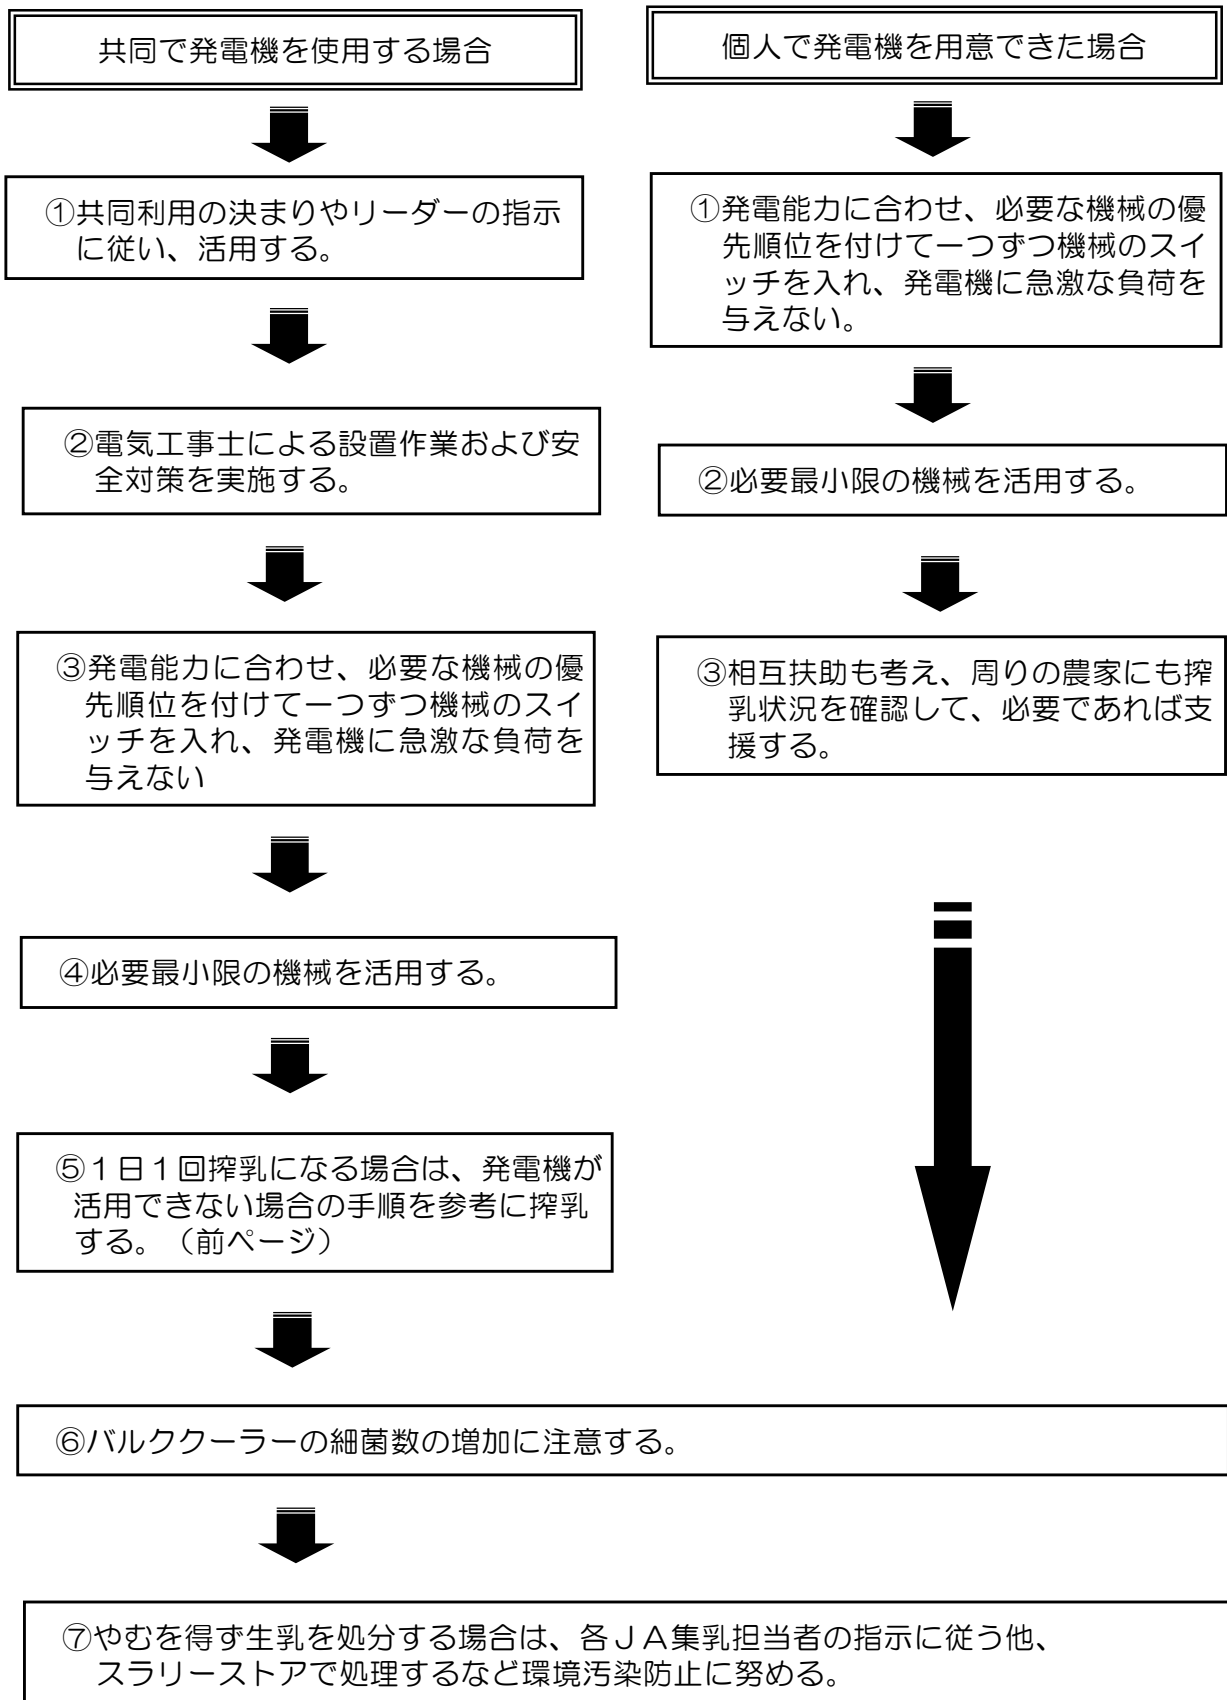 共同で発電機を使用する場合
①共同利用の決まりやリーダーの指示
に従い、活用する。
②電気工事士による設置作業および安
全対策を実施する。
③発電能力に合わせ、必要な機械の優
先順位を付けて一つずつ機械のスイ
ッチを入れ、発電機に急激な負荷を
与えない
④必要最小限の機械を活用する。
⑤１日１回搾乳になる場合は、発電機が
活用できない場合の手順を参考に搾乳
する。（前ページ）
個人で発電機を用意できた場合
①発電能力に合わせ、必要な機械の優
先順位を付けて一つずつ機械のスイ
ッチを入れ、発電機に急激な負荷を
与えない。
②必要最小限の機械を活用する。
③相互扶助も考え、周りの農家にも搾
乳状況を確認して、必要であれば支
援する。
⑥バルククーラーの細菌数の増加に注意する。
⑦やむを得ず生乳を処分する場合は、各ＪＡ集乳担当者の指示に従う他、
スラリーストアで処理するなど環境汚染防止に努める。